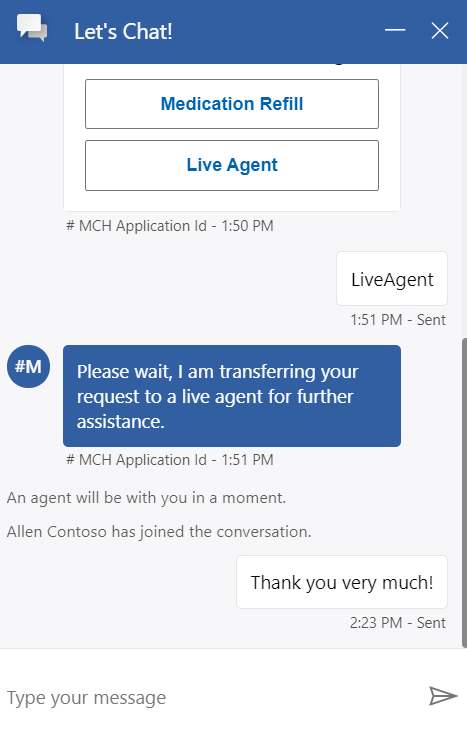 Let's Chat!
Medication Refill
Live Agent
# MCH Application Id - 1:50 PM
LiveAgent
1:51 PM - Sent
#M
Please wait, I am transferring your
request to a live agent for further
assistance.
# MCH Application Id - 1:51 PM
An agent will be with you in a moment.
Allen Contoso has joined the conversation.
Thank you very much!
2:23 PM - Sent
Type your message